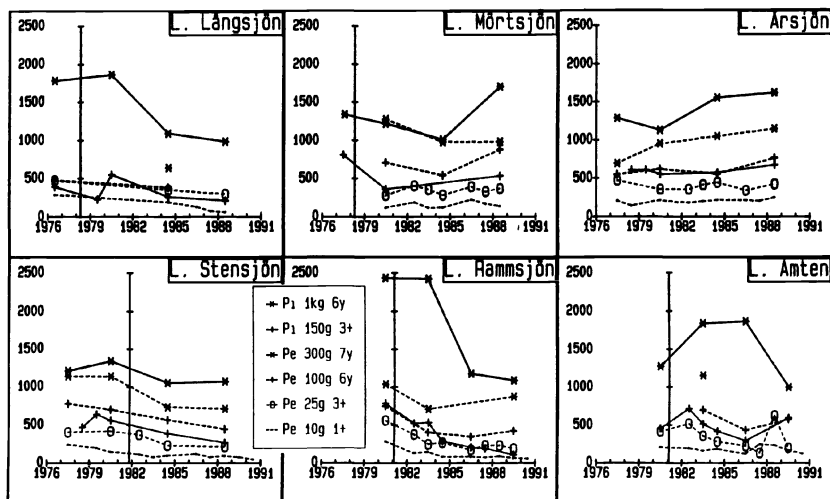 L. Långsjön
2500
2000
1500
1000
500
0
1976 1979 1982 1985 1988 1991
L. Mörtsjön
2500
2000
1500
1000
500
0
1976 1979 1982 1985 1988 1991
L. Årsjön
2500
2000
1500
1000
500
0
1976 1979 1982 1985 1988 1991
L. Stensjön
2500
2000
1500
1000
500
0
1976 1979 1982 1985 1988 1991
Pi 1kg 6y
Pi 150g 3+
Pe 300g 7y
Pe 100g 6y
Pe 25g 3+
Pe 10g 1+
L. Rammsjön
2500
2000
1500
1000
500
0
1976 1979 1982 1985 1988 1991
L. Amten
2500
2000
1500
1000
500
0
1976 1979 1982 1985 1988 1991